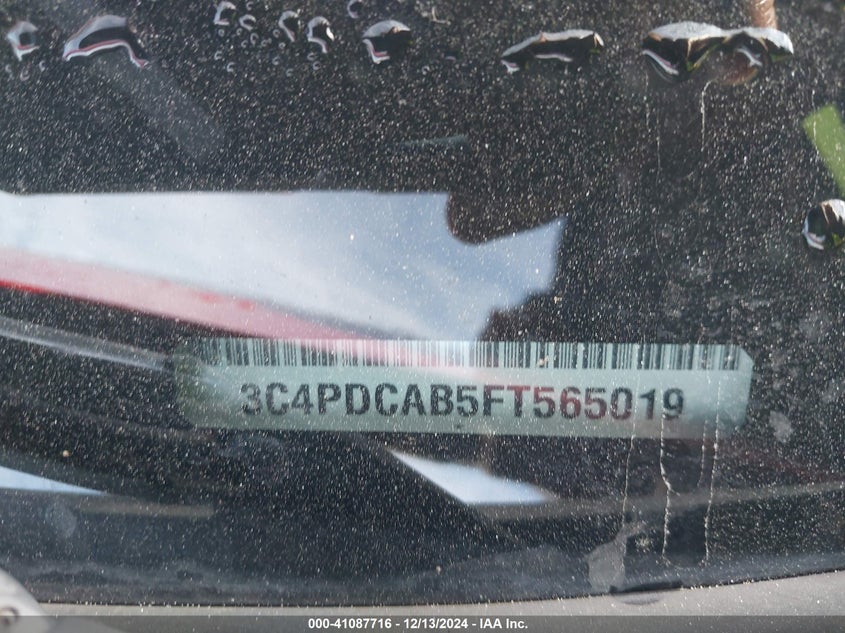 3C4PDCAB5FT565019
000-41087716 - 12/13/2024 - IAA Inc.